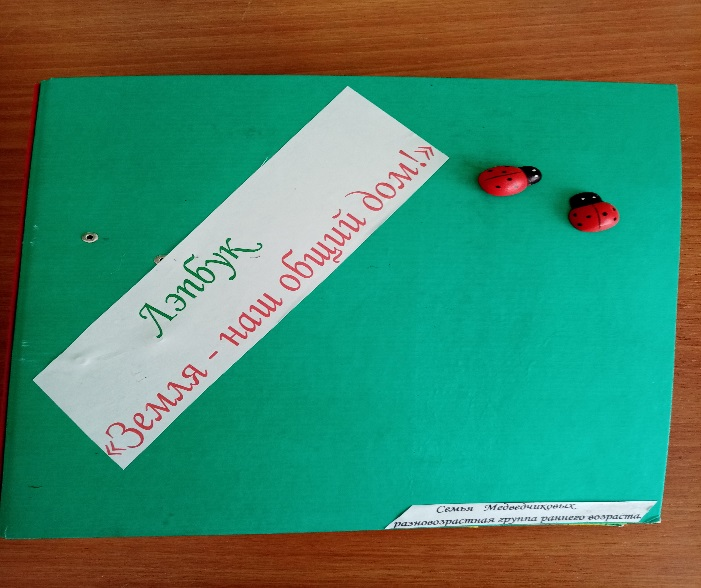 Лэпбук
«Земля - наш общий дом!»
Семья Медведчиковых,
разновозрастная группа раннего возраста.